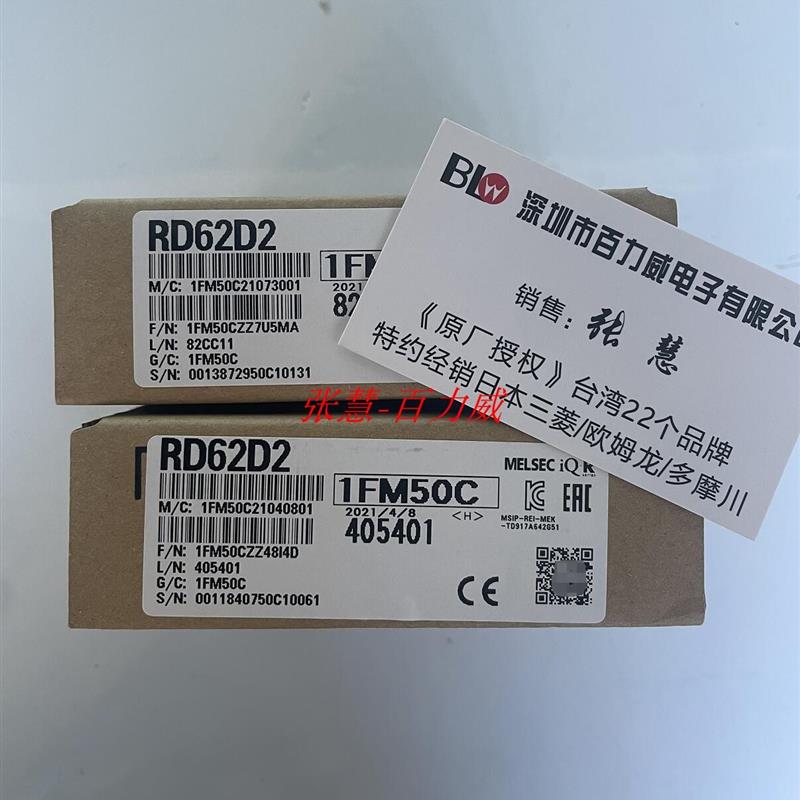 RD62D2
1FM
M/C: 1FM50C21073001
2021
82
F/N: 1FM50CZZ7U5MA
L/N: 82CC11
G/C: 1FM50C
S/N: 0013872950C10131
BLW
深圳市百力威电子有限公
销售：张 慧
《原厂授权》台湾22个品牌
特约经销日本三菱/欧姆龙/多摩川
张慧-百力威
RD62D2
MELSEC iQ-R
1FM50C
M/C: 1FM50C21040801
2021/4/8
<H>
405401
MSIP-REI-MEK
-TD917A642G51
EAC
F/N: 1FM50CZZ48I4D
L/N: 405401
G/C: 1FM50C
S/N: 0011840750C10061
CE